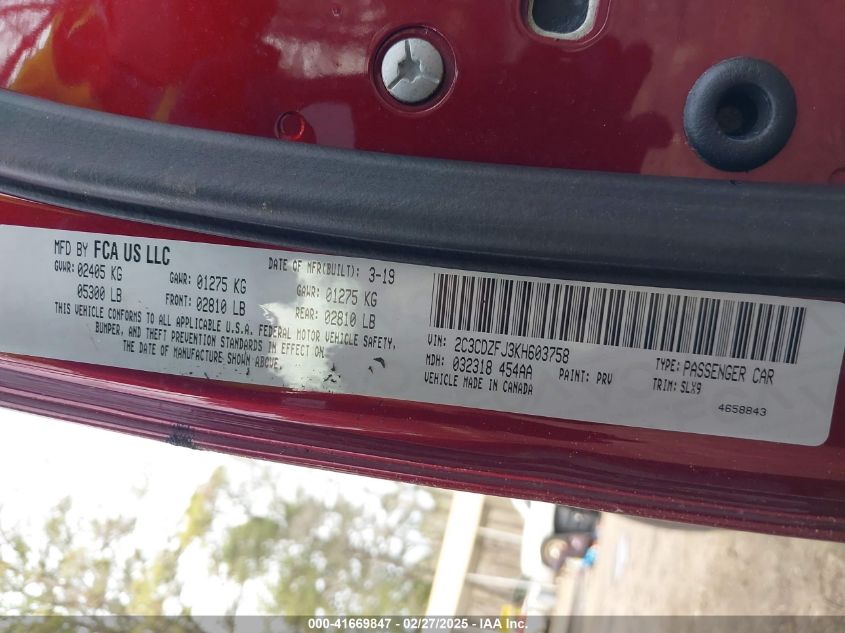 MFD BY FCA US LLC
DATE OF MFR(BUILT): 3-19
GVWR: 02405 KG GAWR: 01275 KG GAWR: 01275 KG
05300 LB FRONT: 02810 LB REAR: 02810 LB
THIS VEHICLE CONFORMS TO ALL APPLICABLE U.S.A. FEDERAL MOTOR VEHICLE SAFETY,
BUMPER, AND THEFT PREVENTION STANDARDS IN EFFECT ON
THE DATE OF MANUFACTURE SHOWN ABOVE.
VIN: 2C3CDZFJ3KH603758 TYPE: PASSENGER CAR
MDH: 032318 454AA PAINT: PRV TRIM: SLX9
VEHICLE MADE IN CANADA
4658843
000-41669847 - 02/27/2025 - IAA Inc.